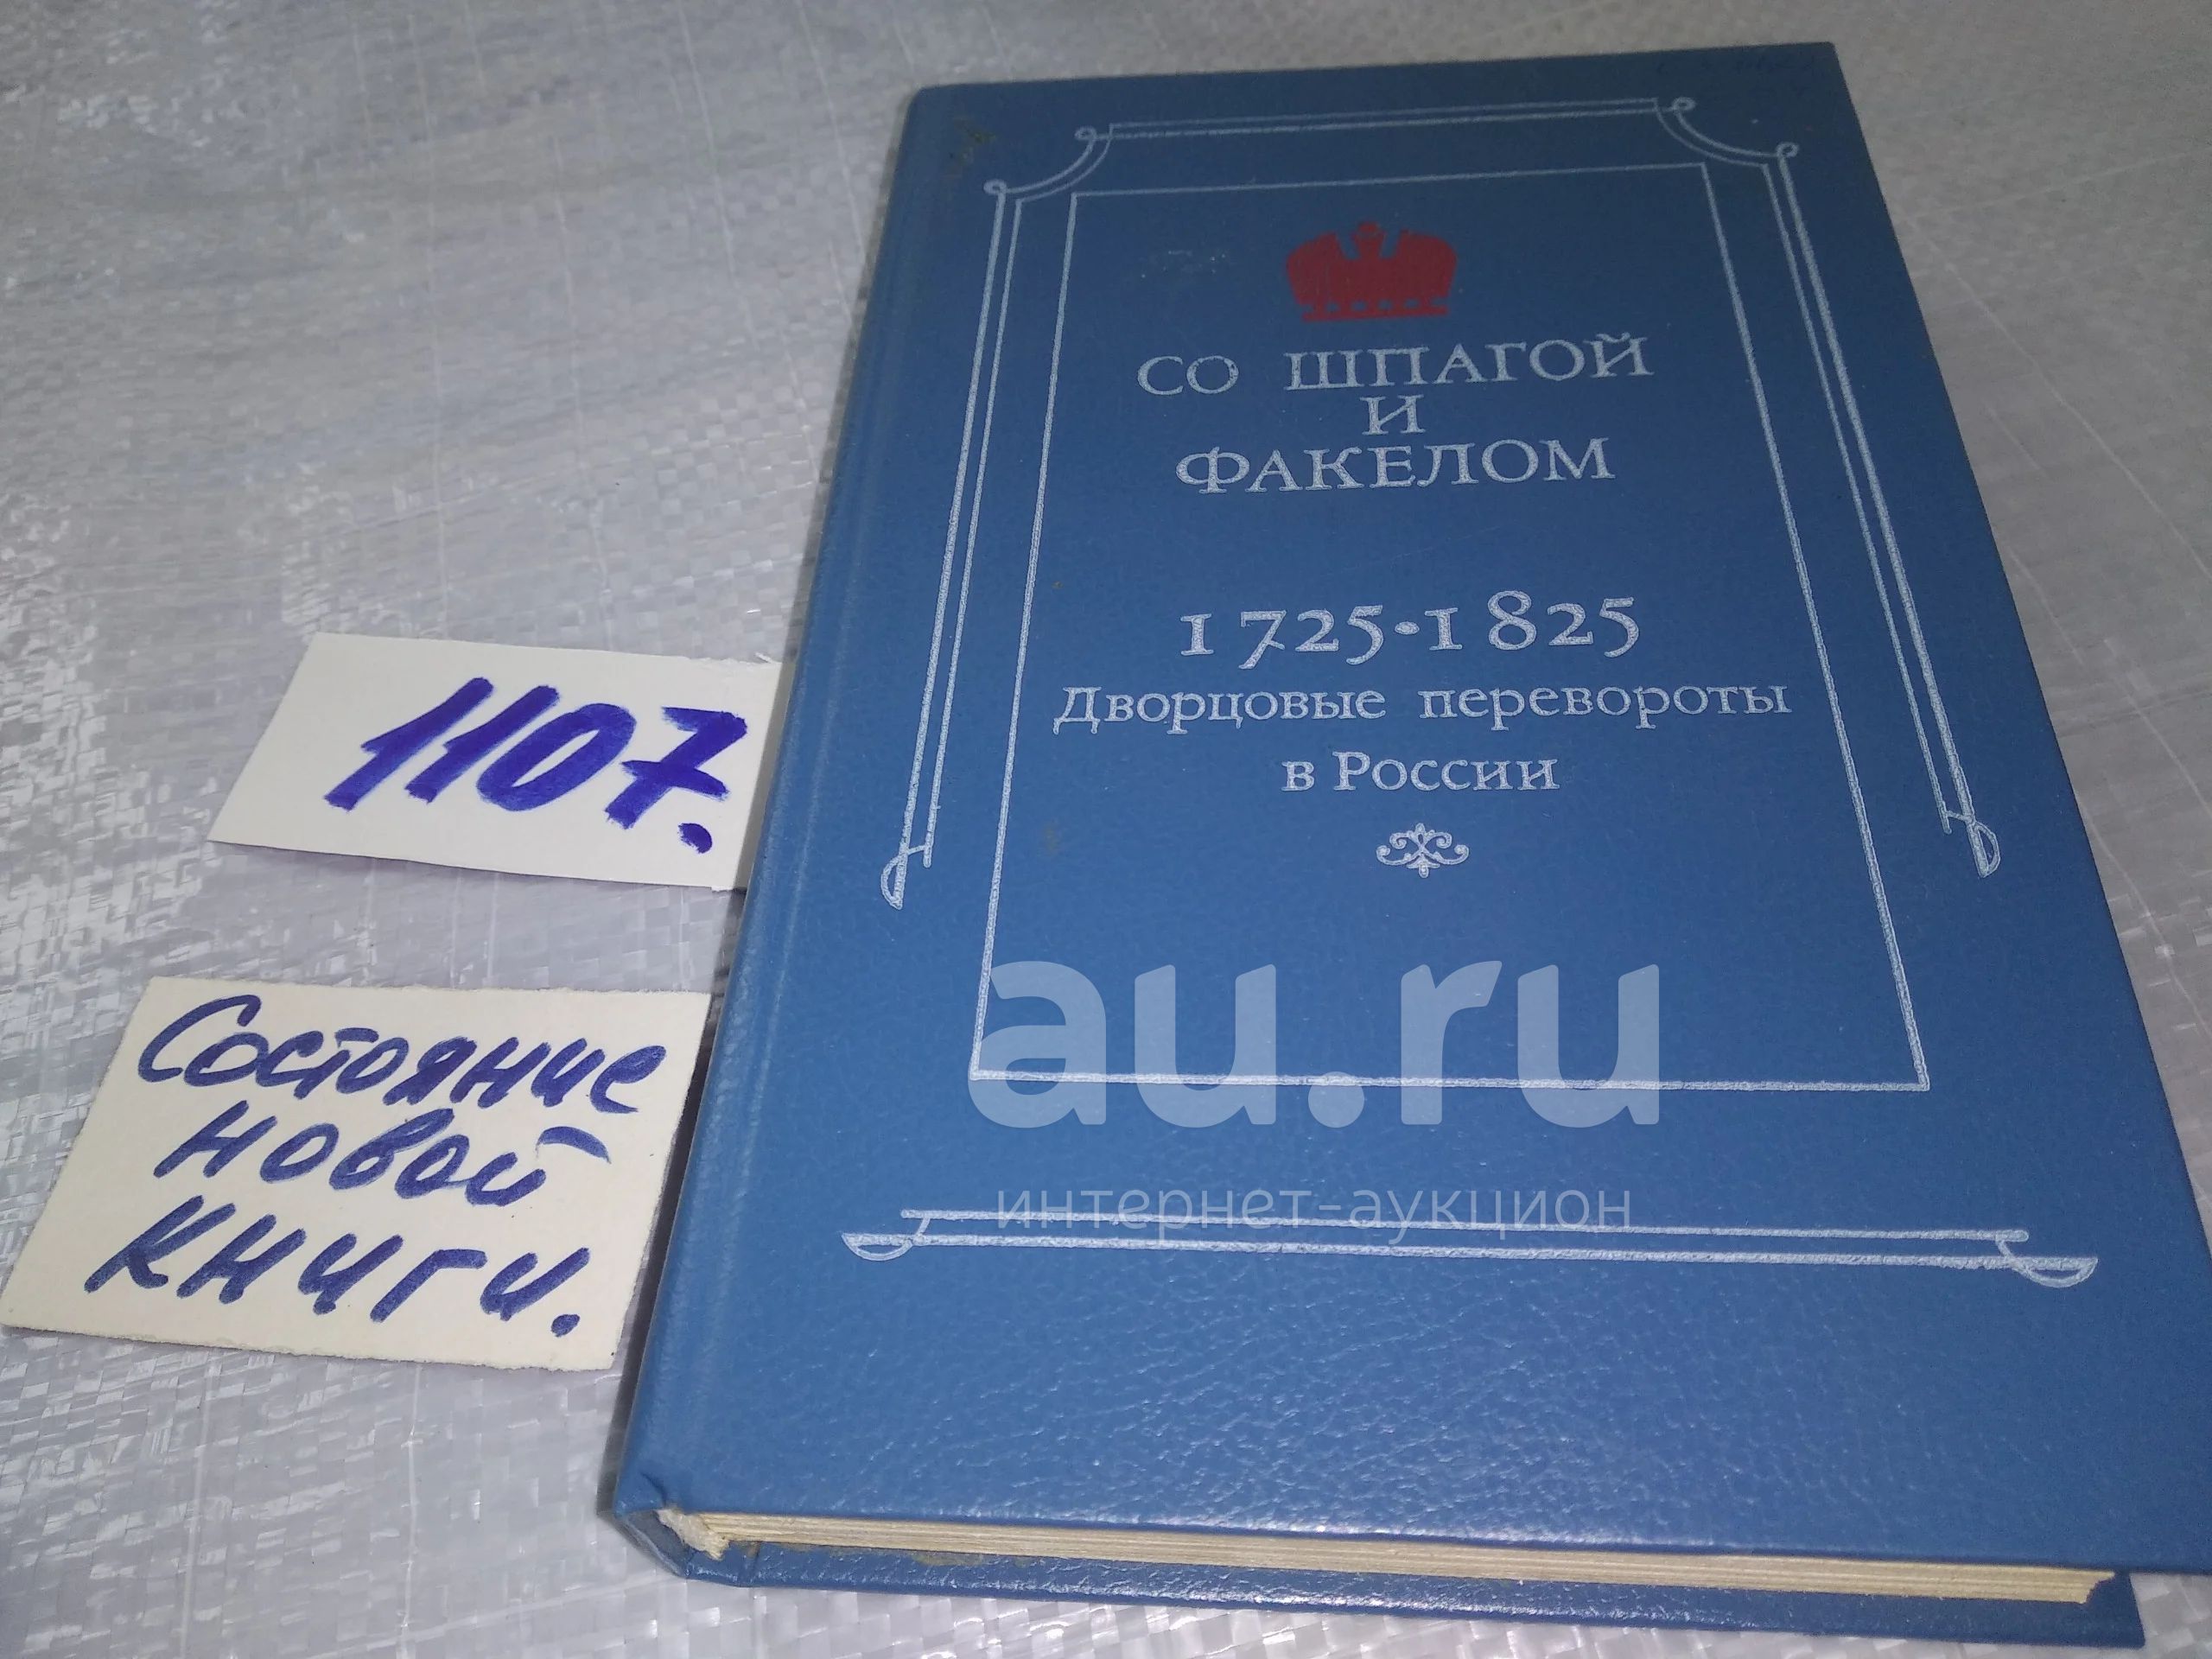 СО ШПАГОЙ
И
ФАКЕЛОМ
1725·1825
Дворцовые перевороты
в России
1107.
Состояние
новой
книги.
au.ru
интернет-аукцион